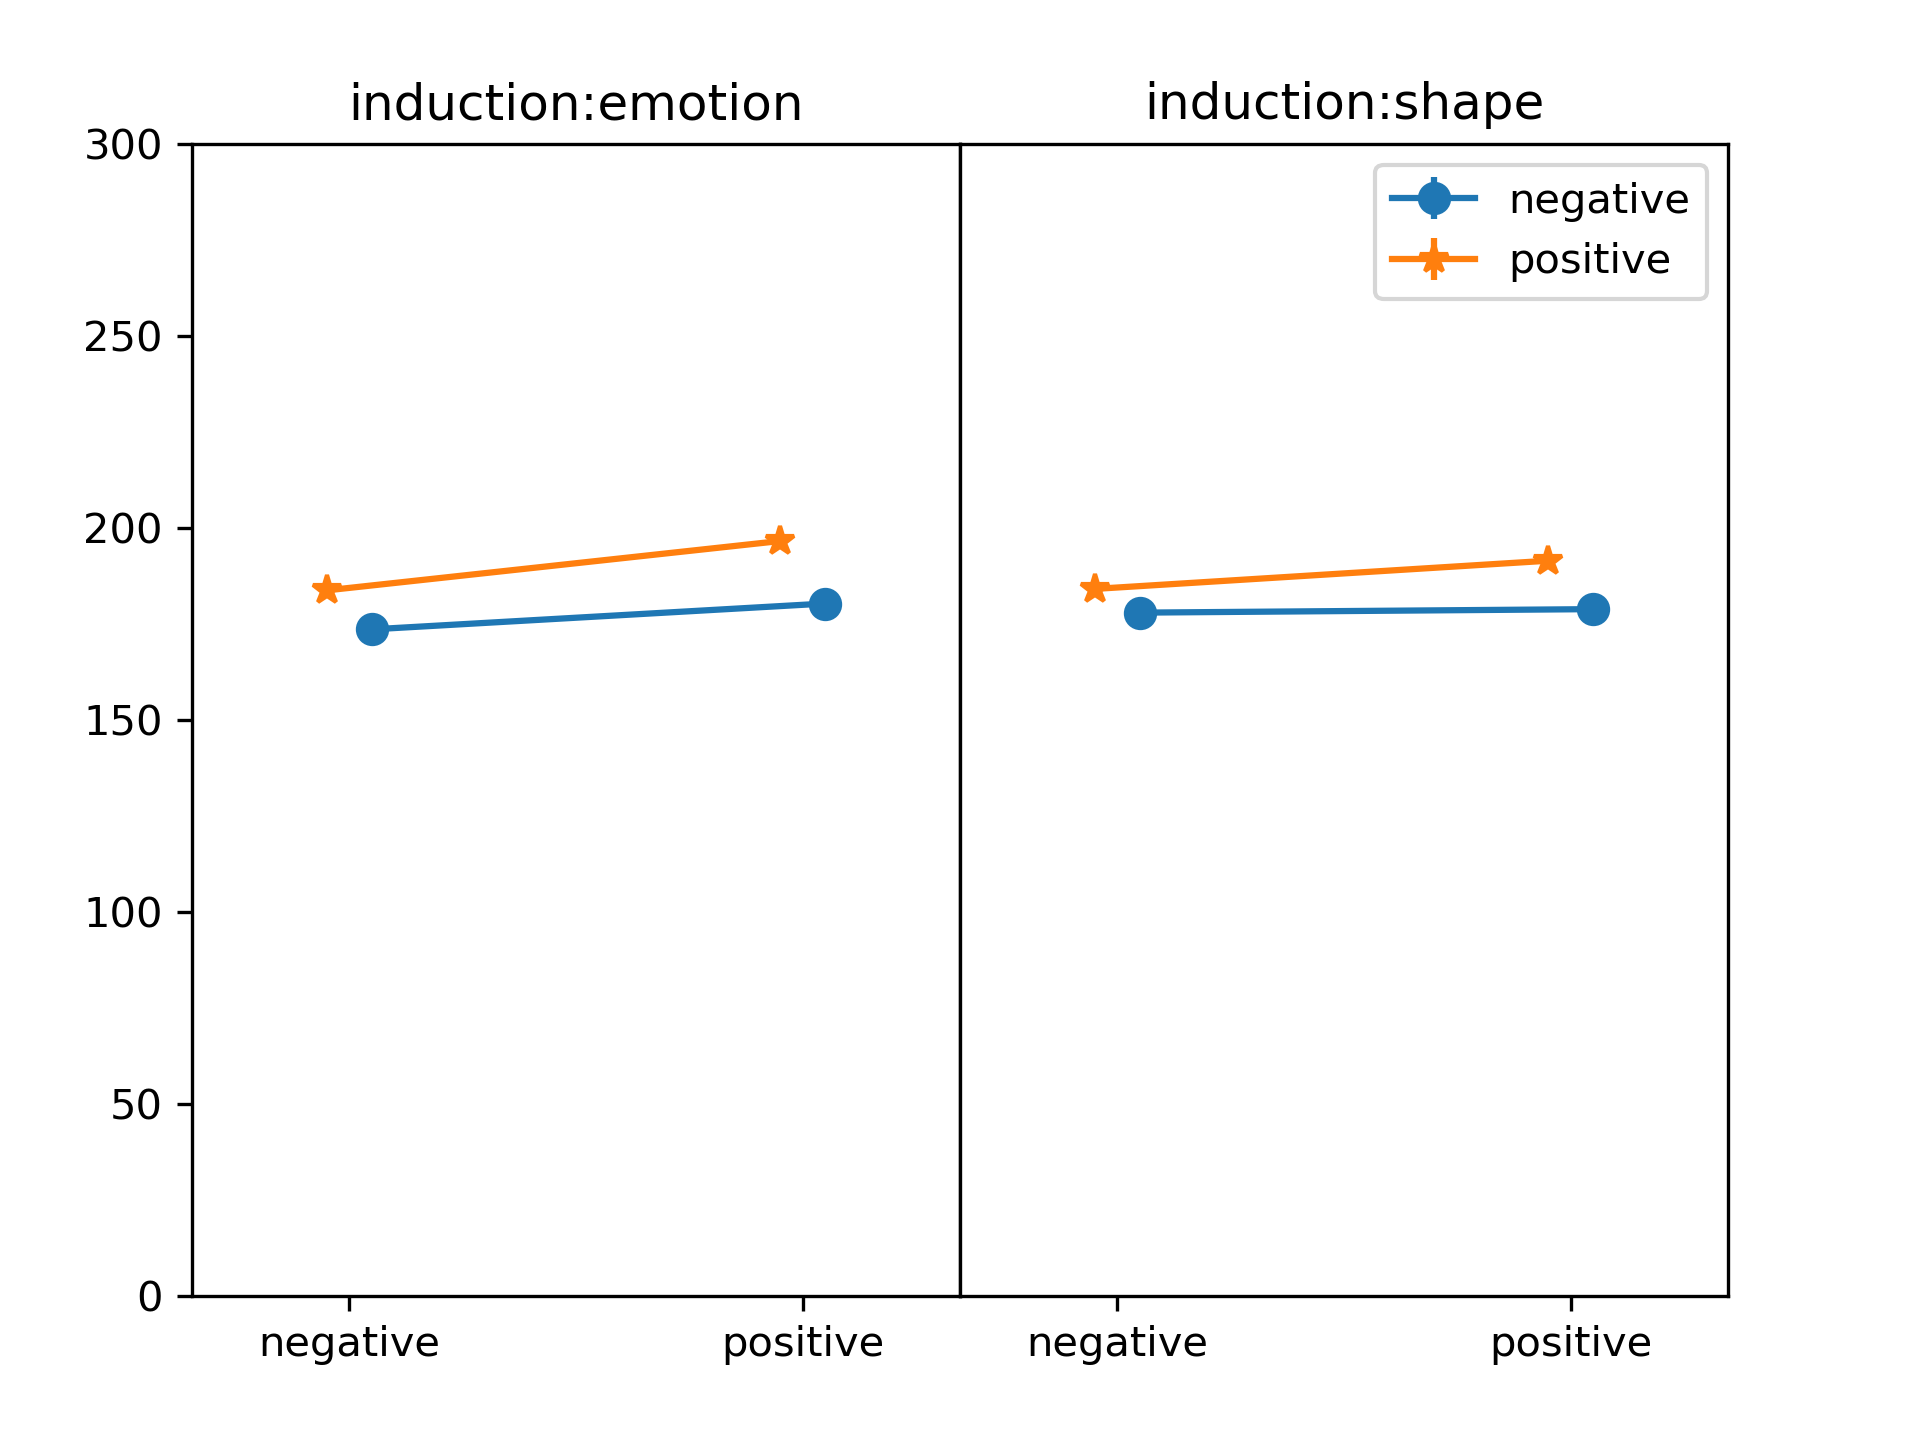 induction:emotion
induction:shape
300
250
200
150
100
50
0
negative
positive
negative
positive
negative
positive